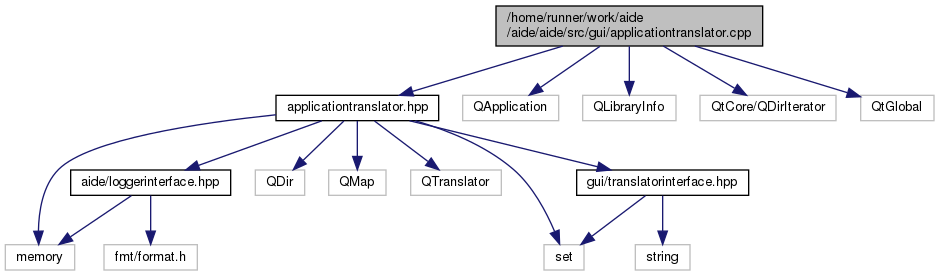 /home/runner/work/aide
/aide/aide/src/gui/applicationtranslator.cpp
applicationtranslator.hpp
QApplication
QLibraryInfo
QtCore/QDirIterator
QtGlobal
aide/loggerinterface.hpp
QDir
QMap
QTranslator
gui/translatorinterface.hpp
memory
fmt/format.h
set
string